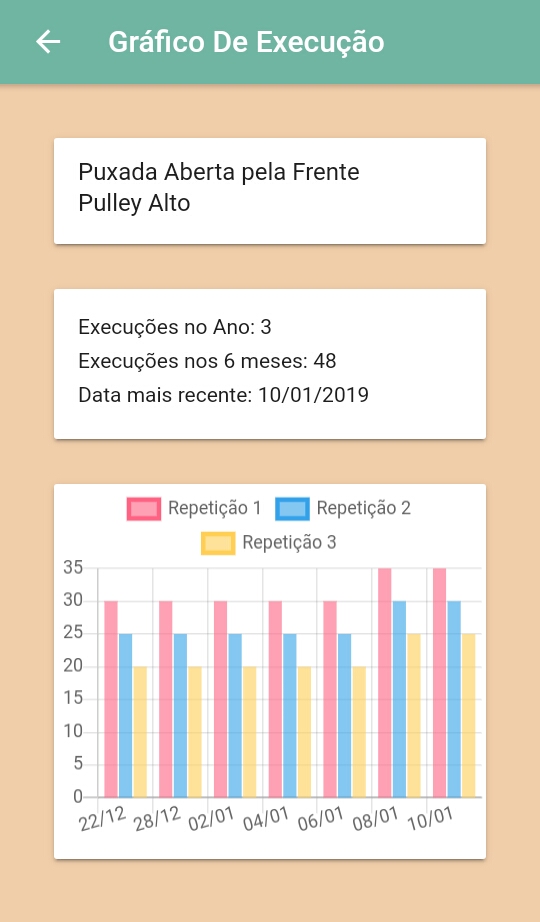 Gráfico De Execução
Puxada Aberta pela Frente
Pulley Alto
Execuções no Ano: 3
Execuções nos 6 meses: 48
Data mais recente: 10/01/2019
Repetição 1 Repetição 2
Repetição 3
35
30
25
20
15
10
5
0
22/12 28/12 02/01 04/01 06/01 08/01 10/01